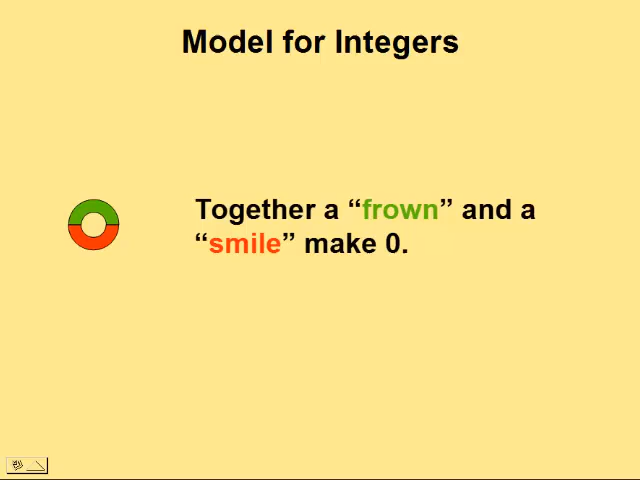 Model for Integers
Together a “frown” and a
“smile” make 0.